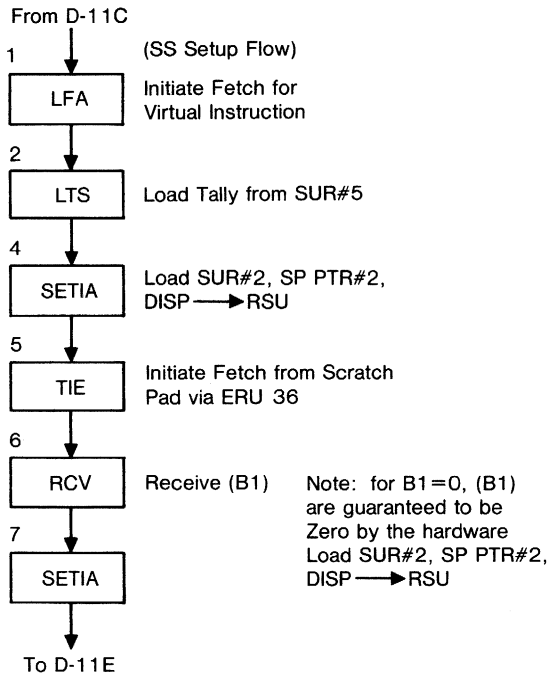 From D-11C
(SS Setup Flow)
1
LFA
Initiate Fetch for
Virtual Instruction
2
LTS
Load Tally from SUR#5
4
SETIA
Load SUR#2, SP PTR#2,
DISP → RSU
5
TIE
Initiate Fetch from Scratch
Pad via ERU 36
6
RCV
Receive (B1)
Note: for B1=0, (B1)
are guaranteed to be
Zero by the hardware
Load SUR#2, SP PTR#2,
DISP → RSU
7
SETIA
To D-11E